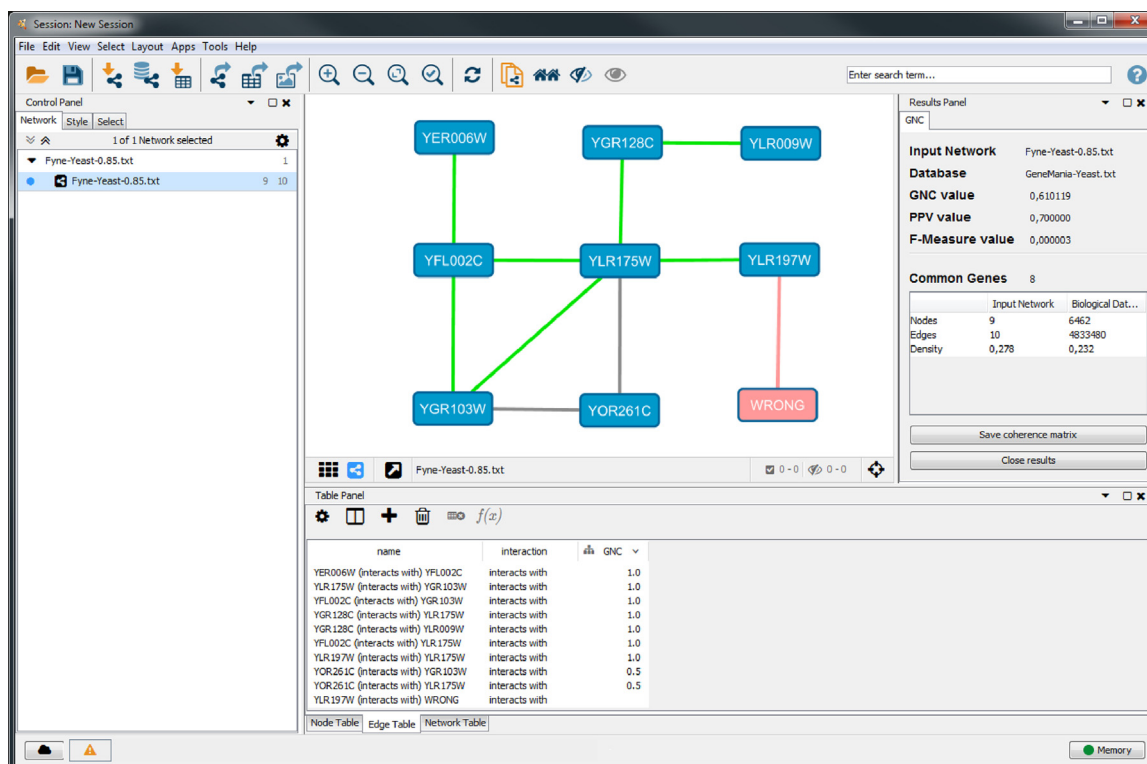 Session: New Session
File Edit View Select Layout Apps Tools Help
Enter search term...
?
Control Panel
Network Style Select
1 of 1 Network selected
Fyne-Yeast-0.85.txt 1
Fyne-Yeast-0.85.txt 9 10
YER006W
YGR128C
YLR009W
YFL002C
YLR175W
YLR197W
YGR103W
YOR261C
WRONG
Fyne-Yeast-0.85.txt
0 - 0 0 - 0
Results Panel
GNC
Input Network Fyne-Yeast-0.85.txt
Database GeneMania-Yeast.txt
GNC value 0,610119
PPV value 0,700000
F-Measure value 0,000003
Common Genes 8
Input Network Biological Dat...
Nodes 9 6462
Edges 10 4833480
Density 0,278 0,232
Save coherence matrix
Close results
Table Panel
f(x)
name interaction GNC
YER006W (interacts with) YFL002C interacts with 1.0
YLR175W (interacts with) YGR103W interacts with 1.0
YFL002C (interacts with) YGR103W interacts with 1.0
YGR128C (interacts with) YLR175W interacts with 1.0
YGR128C (interacts with) YLR009W interacts with 1.0
YFL002C (interacts with) YLR175W interacts with 1.0
YLR197W (interacts with) YLR175W interacts with 1.0
YOR261C (interacts with) YGR103W interacts with 0.5
YOR261C (interacts with) YLR175W interacts with 0.5
YLR197W (interacts with) WRONG interacts with
Node Table Edge Table Network Table
Memory